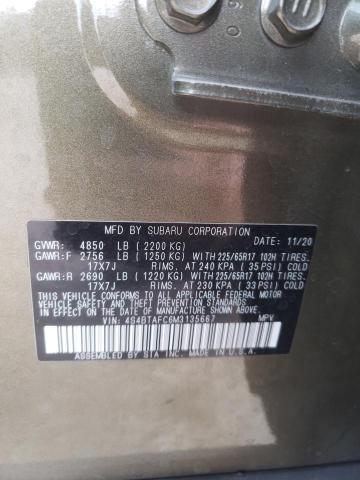 MFD BY SUBARU CORPORATION
GVWR: 4850 LB (2200 KG) DATE: 11/20
GAWR:F 2756 LB (1250 KG) WITH 225/65R17 102H TIRES.
17X7J RIMS. AT 240 KPA (35 PSI) COLD
GAWR:R 2690 LB (1220 KG) WITH 225/65R17 102H TIRES.
17X7J RIMS. AT 230 KPA (33 PSI) COLD
THIS VEHICLE CONFORMS TO ALL APPLICABLE FEDERAL MOTOR
VEHICLE SAFETY STANDARDS IN EFFECT ON THE DATE OF
MANUFACTURE SHOWN ABOVE.
VIN: 4S4BTAFC6M3135667 MPV
ASSEMBLED BY SIA INC. IN U.S.A.